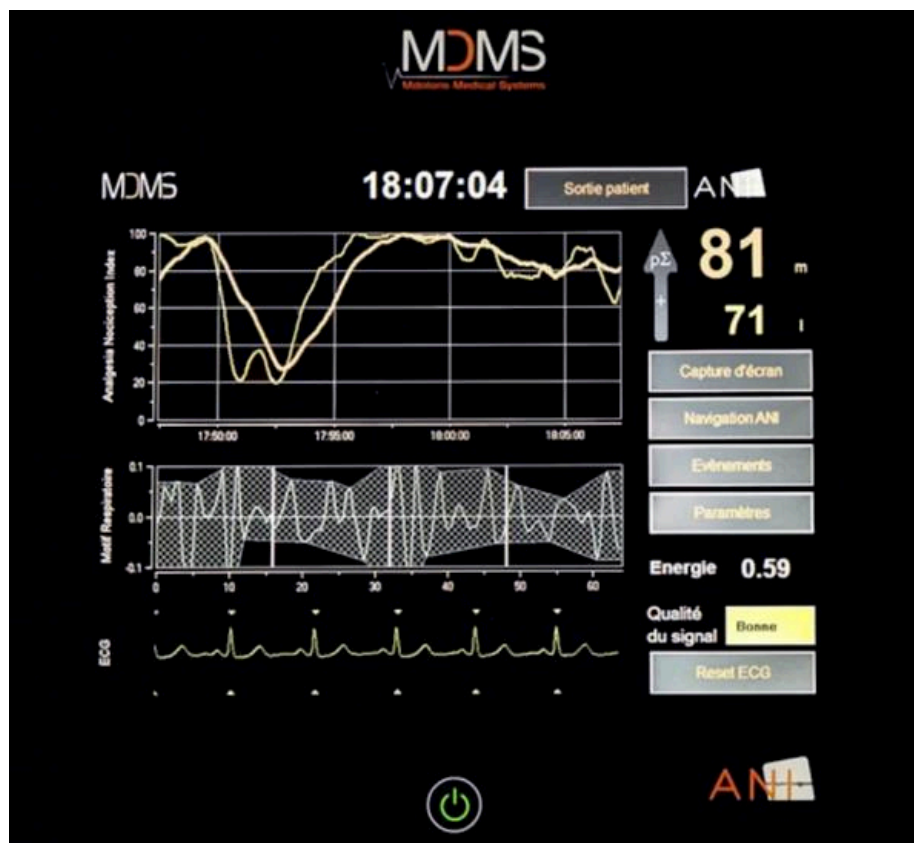 MDMS
Mdoloris Medical Systems
MDMS
18:07:04
Sortie patient
ANI
Analgesia Nociception Index
100
80
60
40
20
0
17:50:00
17:55:00
18:00:00
18:05:00
pΣ
+
81 m
71 I
Capture d'écran
Navigation ANI
Evènements
Paramètres
Motif Respiratoire
0.1
0.0
-0.1
0
10
20
30
40
50
60
Energie 0.59
Qualité
du signal
Bonne
ECG
Reset ECG
ANI